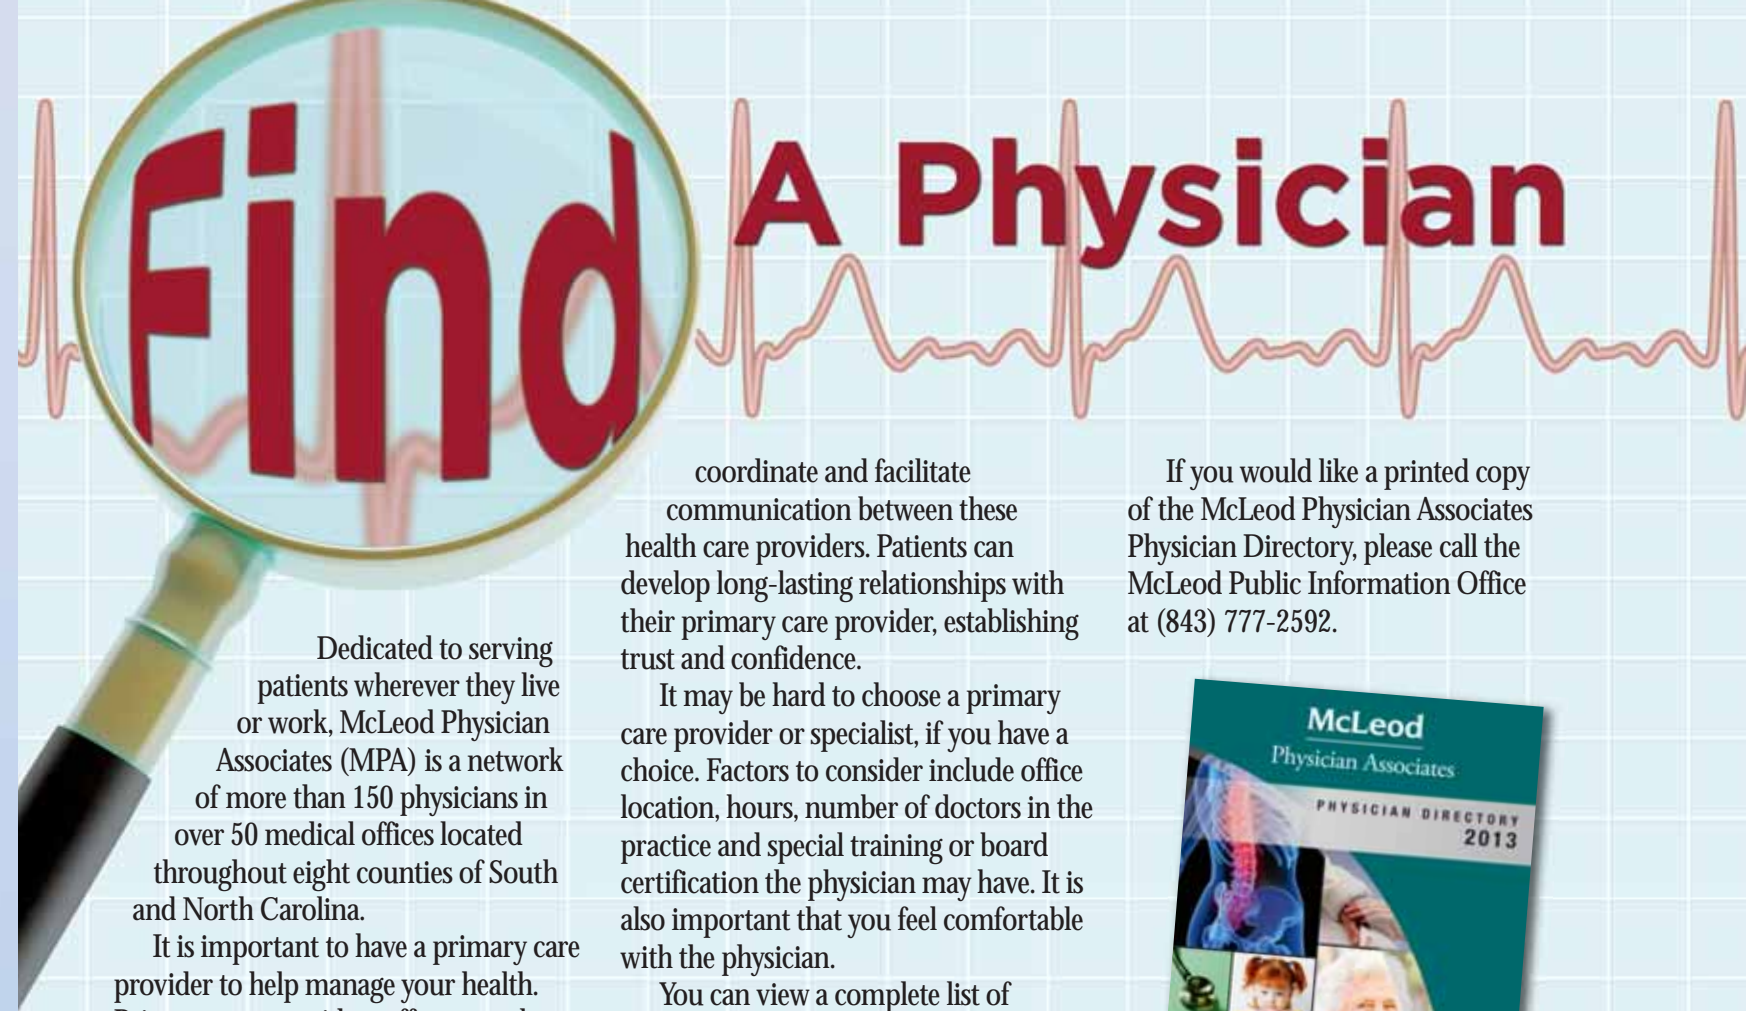 Find
A Physician
Dedicated to serving
patients wherever they live
or work, McLeod Physician
Associates (MPA) is a network
of more than 150 physicians in
over 50 medical offices located
throughout eight counties of South
and North Carolina.
It is important to have a primary care
provider to help manage your health.
coordinate and facilitate
communication between these
health care providers. Patients can
develop long-lasting relationships with
their primary care provider, establishing
trust and confidence.
It may be hard to choose a primary
care provider or specialist, if you have a
choice. Factors to consider include office
location, hours, number of doctors in the
practice and special training or board
certification the physician may have. It is
also important that you feel comfortable
with the physician.
You can view a complete list of
If you would like a printed copy
of the McLeod Physician Associates
Physician Directory, please call the
McLeod Public Information Office
at (843) 777-2592.
McLeod
Physician Associates
PHYSICIAN DIRECTORY
2013